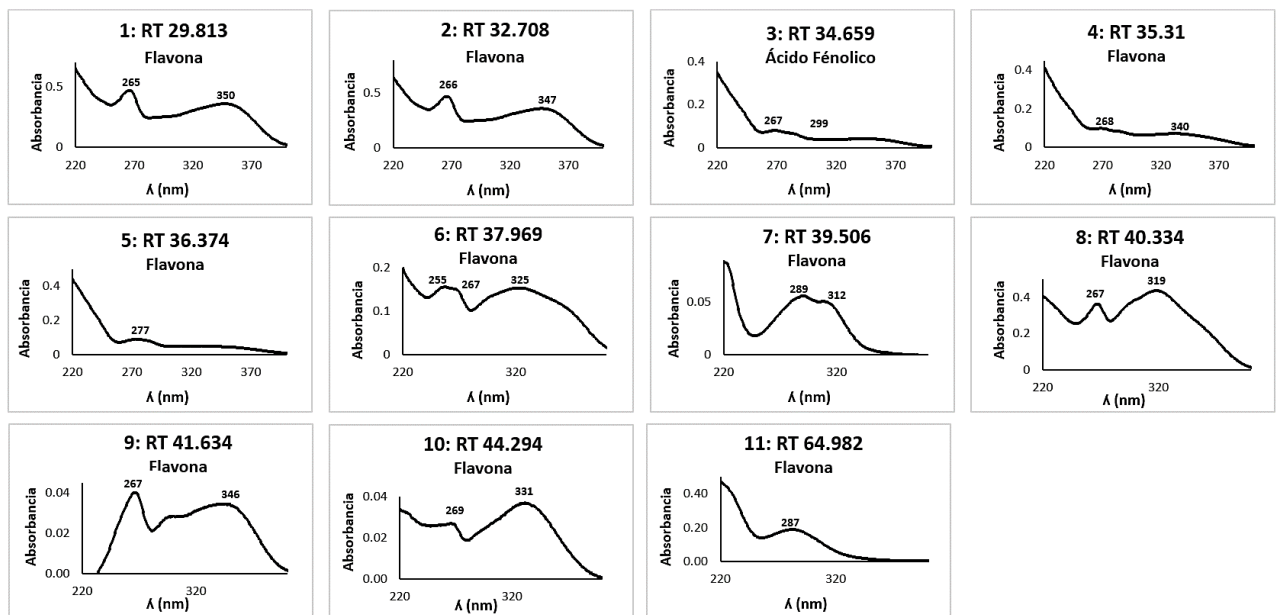 1: RT 29.813
Flavona
265
350
0.5
0
220
270
320
370
Absorbancia
ʎ (nm)
2: RT 32.708
Flavona
266
347
0.5
0
220
270
320
370
Absorbancia
ʎ (nm)
3: RT 34.659
Ácido Fénolico
267
299
0.4
0.2
0
220
270
320
370
Absorbancia
ʎ (nm)
4: RT 35.31
Flavona
268
340
0.4
0.2
0
220
270
320
370
Absorbancia
ʎ (nm)
5: RT 36.374
Flavona
277
0.4
0.2
0
220
270
320
370
Absorbancia
ʎ (nm)
6: RT 37.969
Flavona
255
267
325
0.2
0.1
0
220
320
Absorbancia
ʎ (nm)
7: RT 39.506
Flavona
289
312
0.05
0
220
320
Absorbancia
ʎ (nm)
8: RT 40.334
Flavona
267
319
0.4
0.2
0
220
320
Absorbancia
ʎ (nm)
9: RT 41.634
Flavona
267
346
0.04
0.02
0.00
220
320
Absorbancia
ʎ (nm)
10: RT 44.294
Flavona
269
331
0.04
0.02
0.00
220
320
Absorbancia
ʎ (nm)
11: RT 64.982
Flavona
287
0.40
0.20
0.00
220
320
Absorbancia
ʎ (nm)